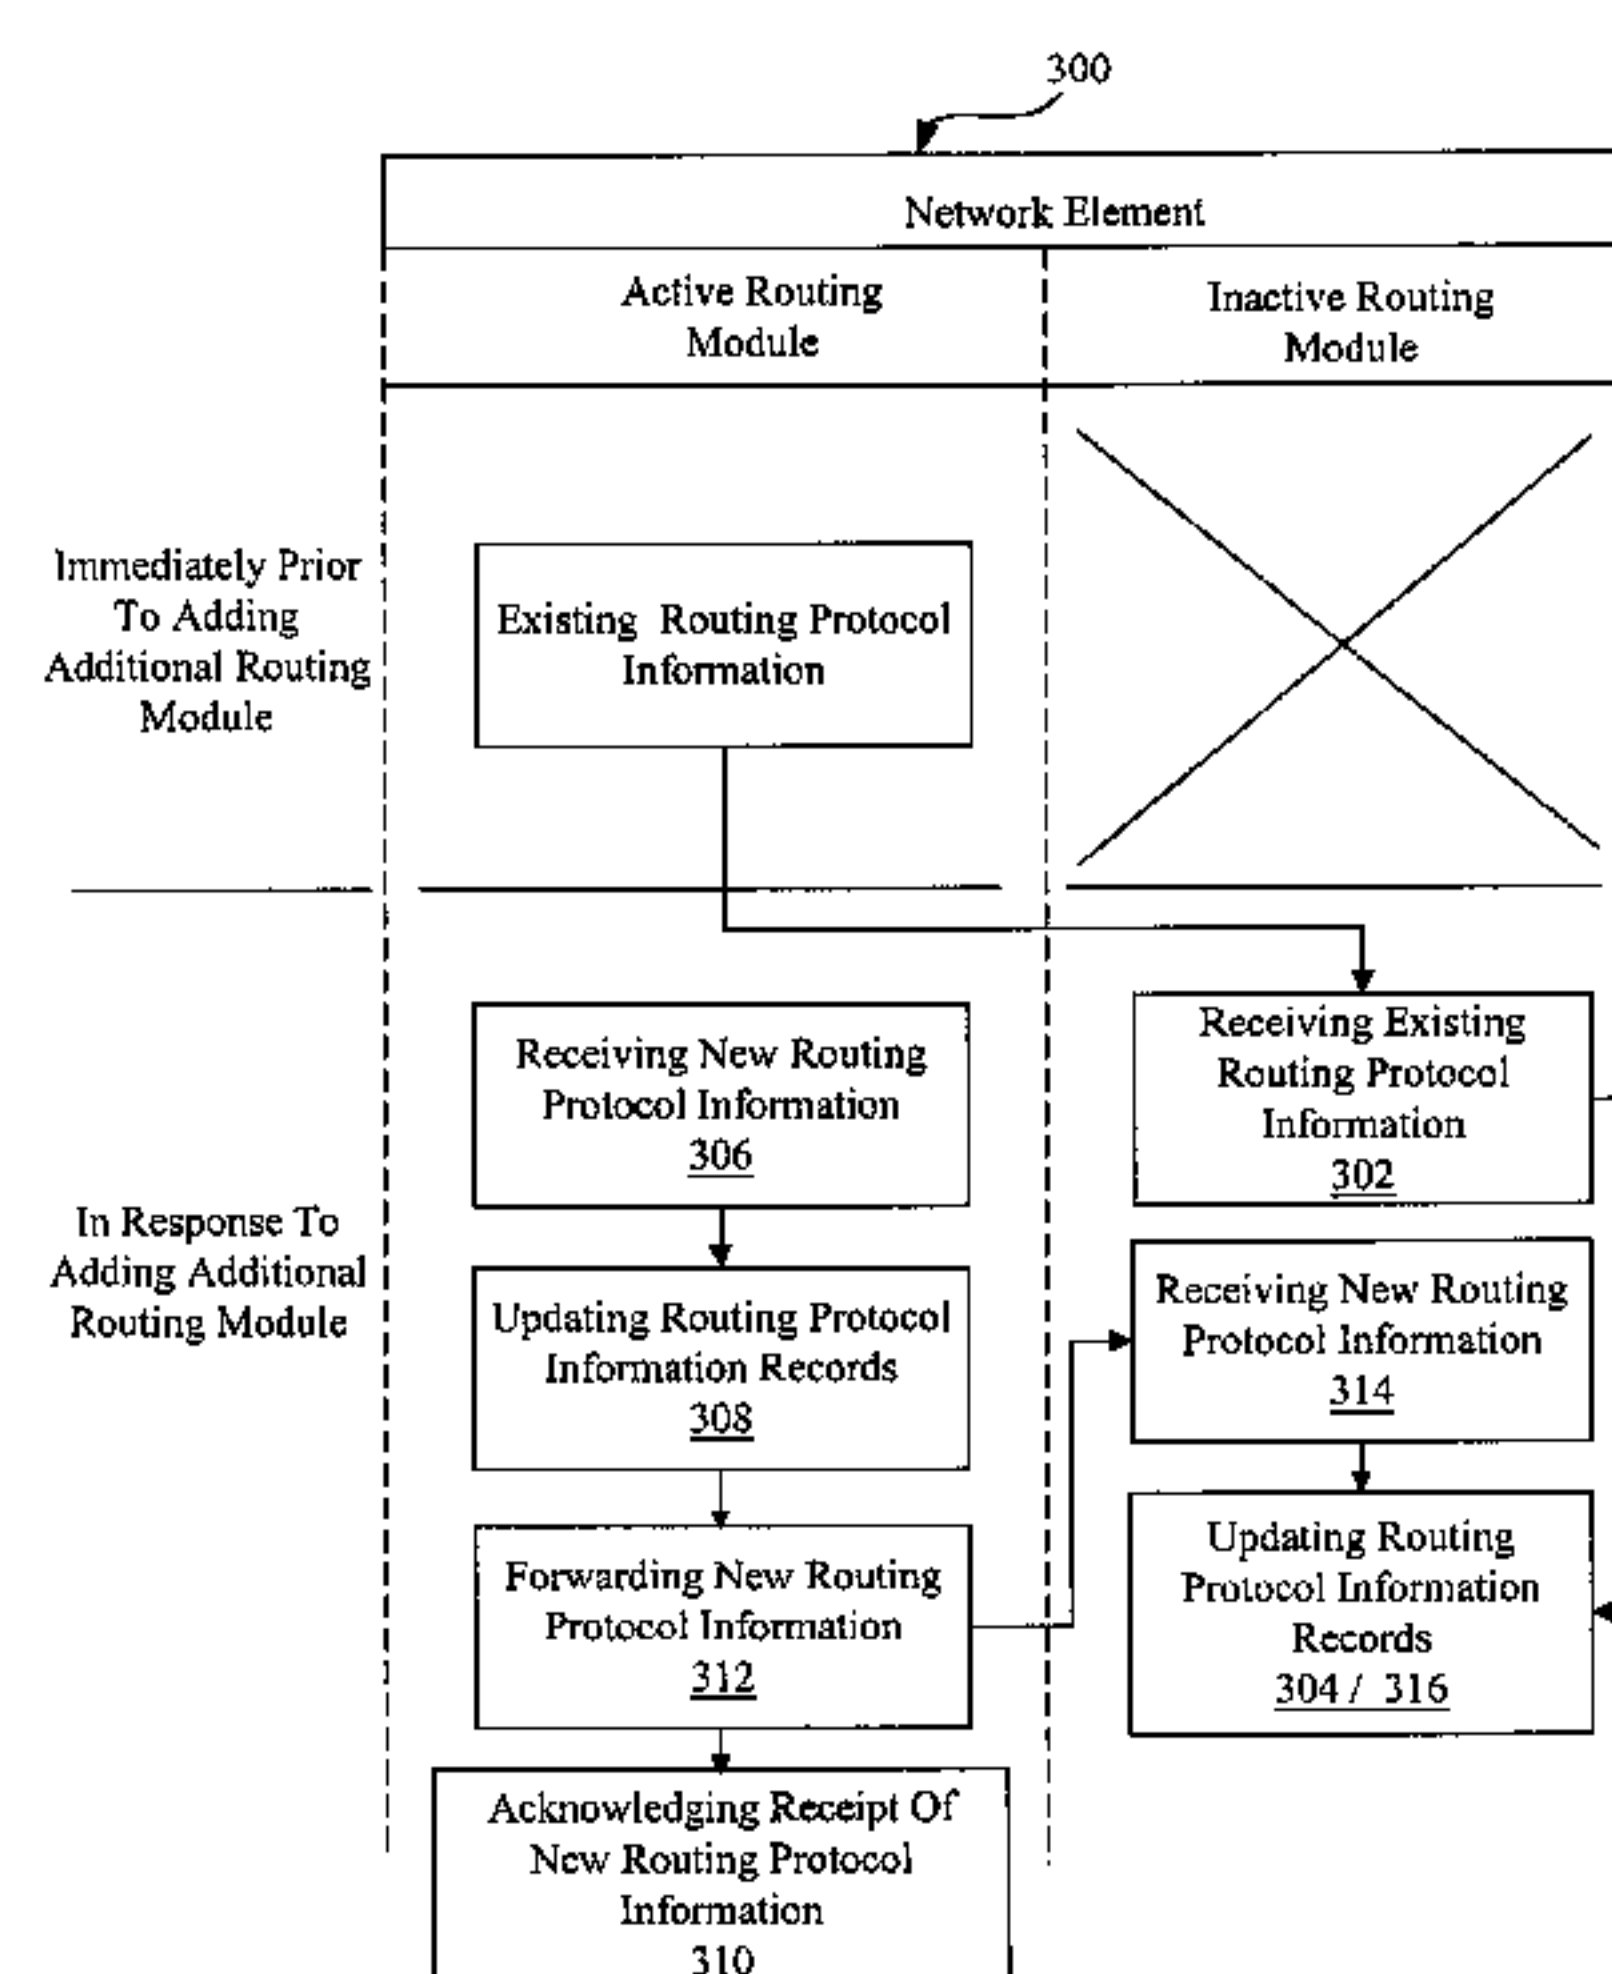 300
Network Element
Active Routing
Module
Inactive Routing
Module
Immediately Prior
To Adding
Additional Routing
Module
Existing Routing Protocol
Information
In Response To
Adding Additional
Routing Module
Receiving New Routing
Protocol Information
306
Updating Routing Protocol
Information Records
308
Forwarding New Routing
Protocol Information
312
Acknowledging Receipt Of
New Routing Protocol
Information
310
Receiving Existing
Routing Protocol
Information
302
Receiving New Routing
Protocol Information
314
Updating Routing
Protocol Information
Records
304 / 316